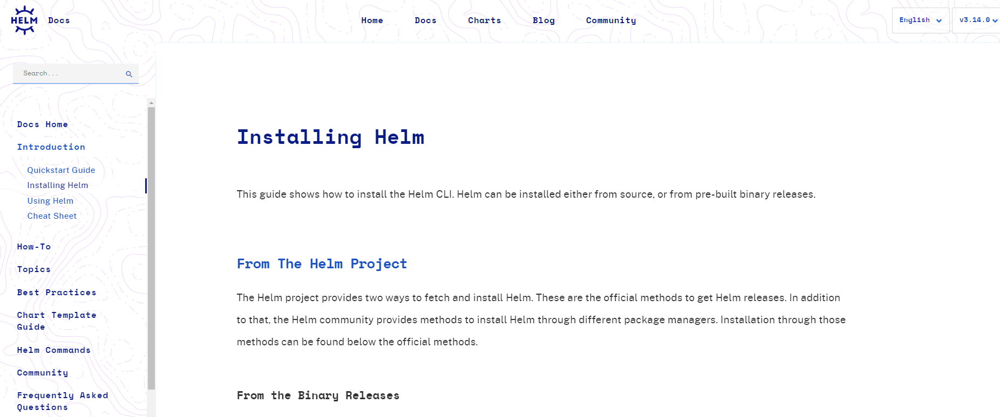 HELM
Docs
Home
Docs
Charts
Blog
Community
English
v3.14.0
Search...
Docs Home
Introduction
Quickstart Guide
Installing Helm
Using Helm
Cheat Sheet
How-To
Topics
Best Practices
Chart Template
Guide
Helm Commands
Community
Frequently Asked
Questions
Installing Helm
This guide shows how to install the Helm CLI. Helm can be installed either from source, or from pre-built binary releases.
From The Helm Project
The Helm project provides two ways to fetch and install Helm. These are the official methods to get Helm releases. In addition
to that, the Helm community provides methods to install Helm through different package managers. Installation through those
methods can be found below the official methods.
From the Binary Releases